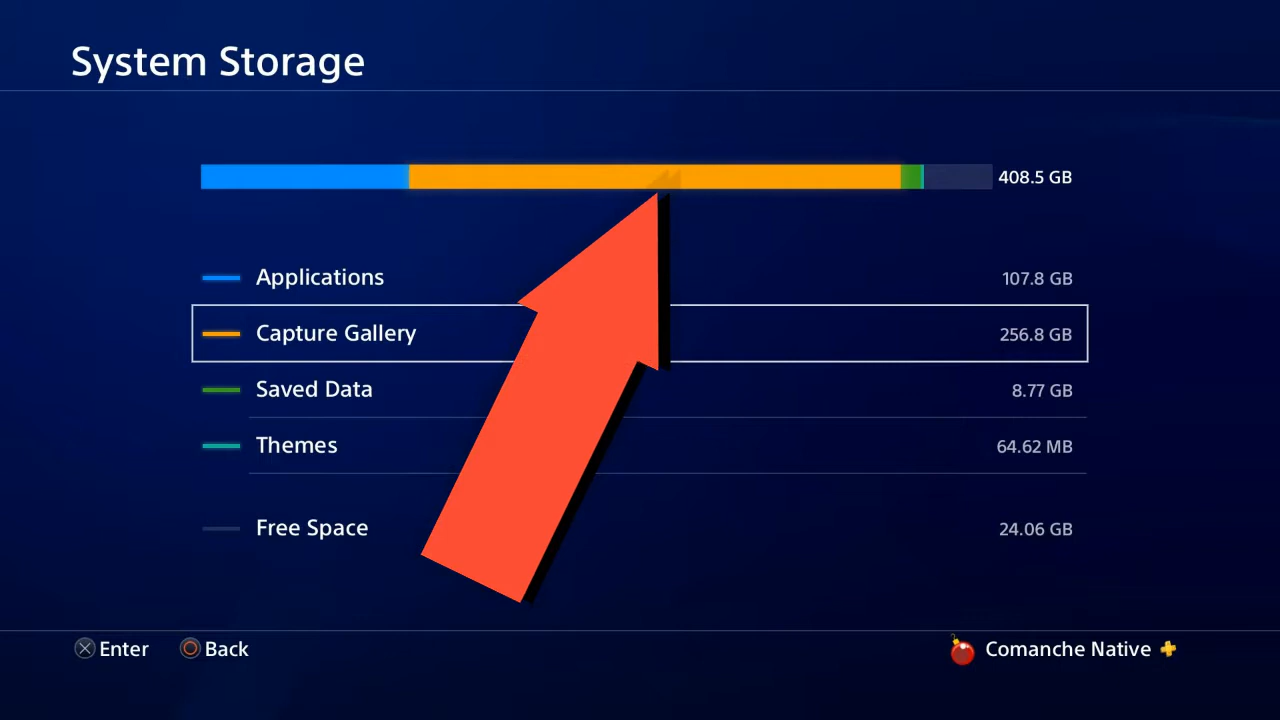 System Storage
408.5 GB
Applications 107.8 GB
Capture Gallery 256.8 GB
Saved Data 8.77 GB
Themes 64.62 MB
Free Space 24.06 GB
Enter Back Comanche Native